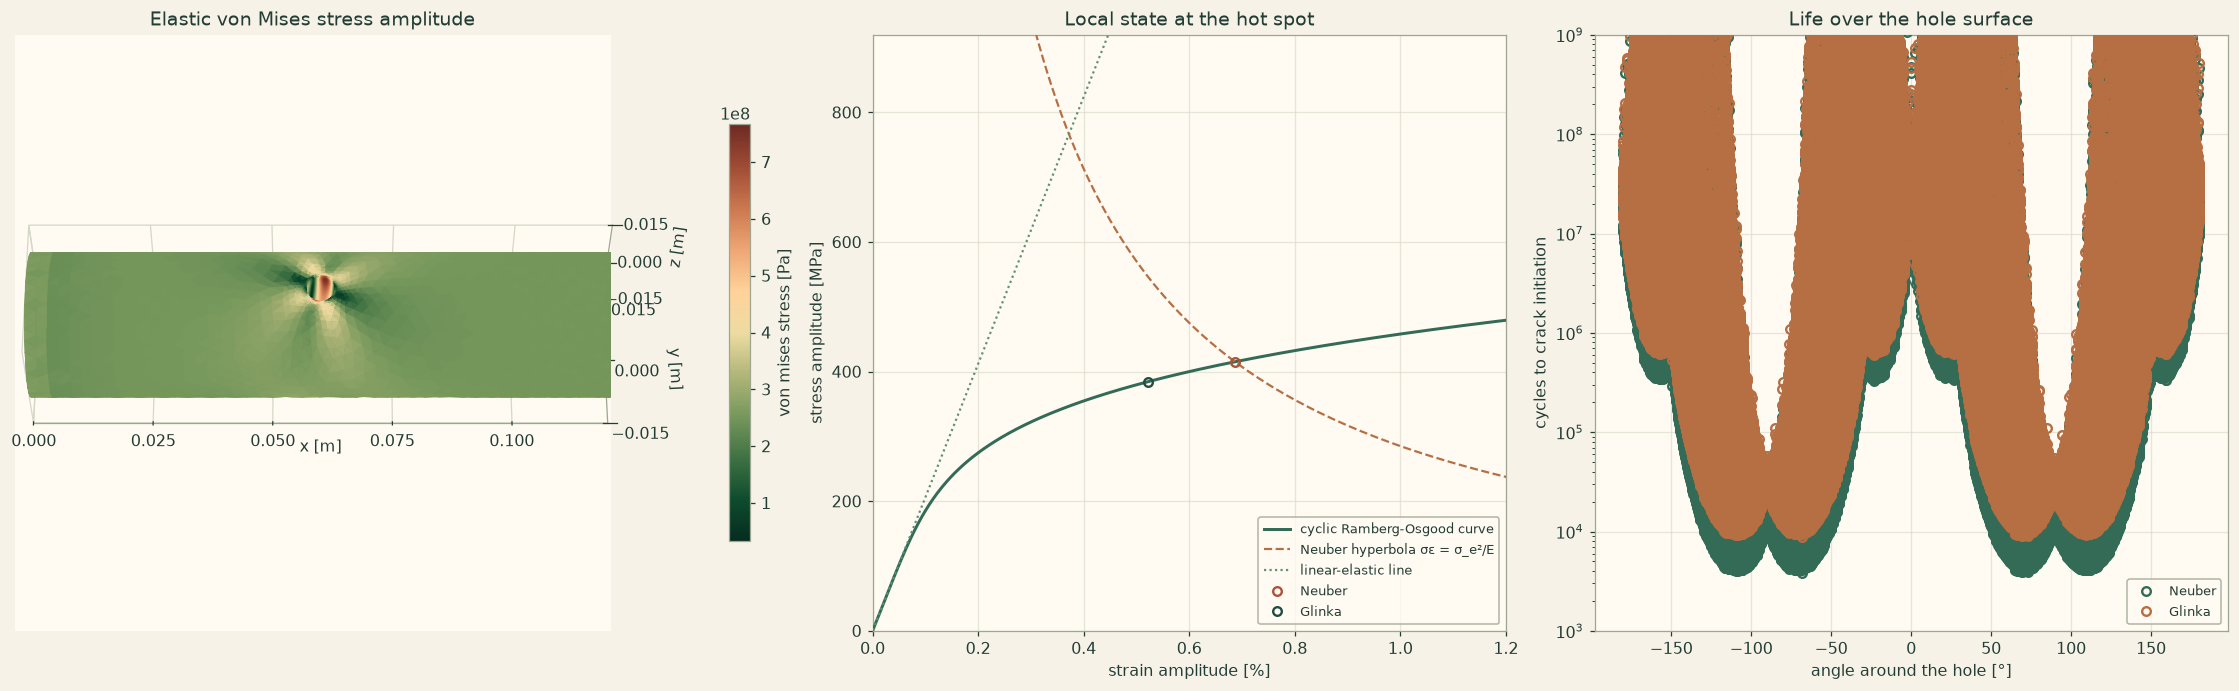 Elastic von Mises stress amplitude
−0.015
z [m]
−0.000
−0.015
0.015
y [m]
0.000
−0.015
0.000
0.025
0.050
0.075
0.100
x [m]
1e8
7
6
5
4
3
2
1
von mises stress [Pa]
Local state at the hot spot
800
600
400
200
0
stress amplitude [MPa]
0.0
0.2
0.4
0.6
0.8
1.0
1.2
strain amplitude [%]
cyclic Ramberg-Osgood curve
Neuber hyperbola σε = σ_e²/E
linear-elastic line
Neuber
Glinka
Life over the hole surface
10⁹
10⁸
10⁷
10⁶
10⁵
10⁴
10³
cycles to crack initiation
−150
−100
−50
0
50
100
150
angle around the hole [°]
Neuber
Glinka